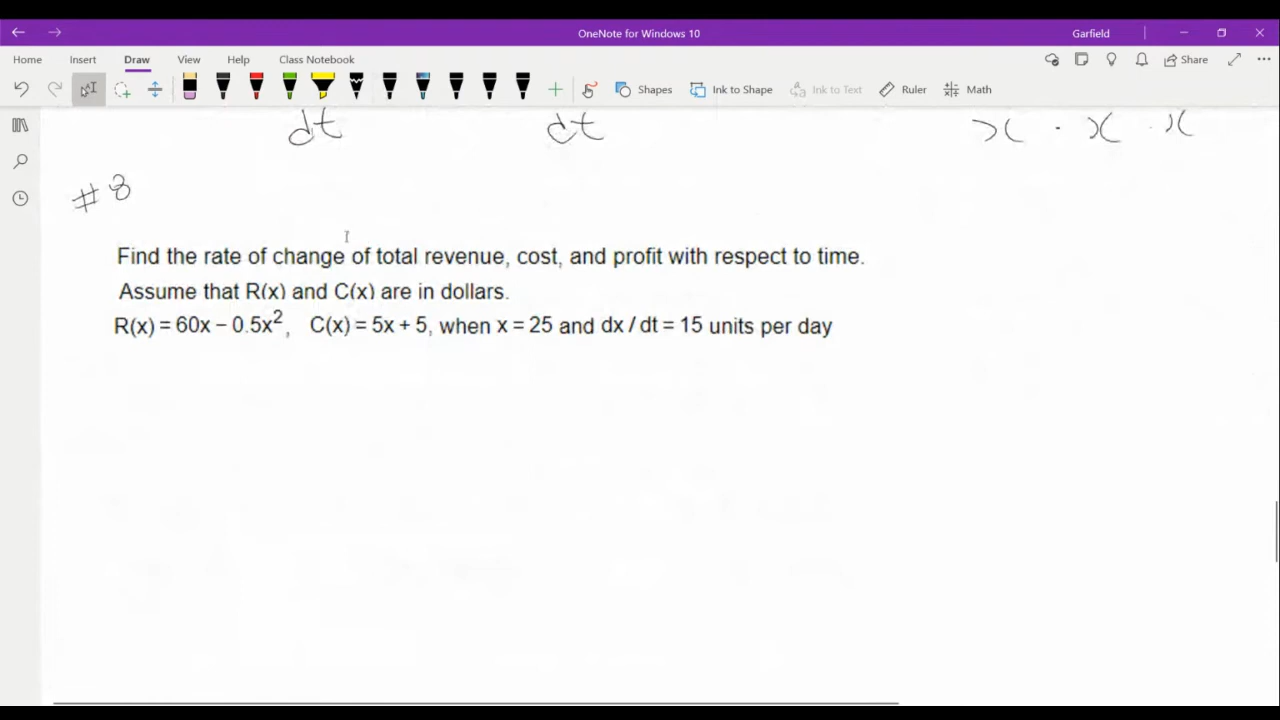 OneNote for Windows 10
Garfield
Home Insert Draw View Help Class Notebook
Share
Shapes Ink to Shape Ink to Text Ruler Math
dt dt x · x · x
#8
Find the rate of change of total revenue, cost, and profit with respect to time.
Assume that R(x) and C(x) are in dollars.
R(x) = 60x − 0.5x², C(x) = 5x + 5, when x = 25 and dx / dt = 15 units per day